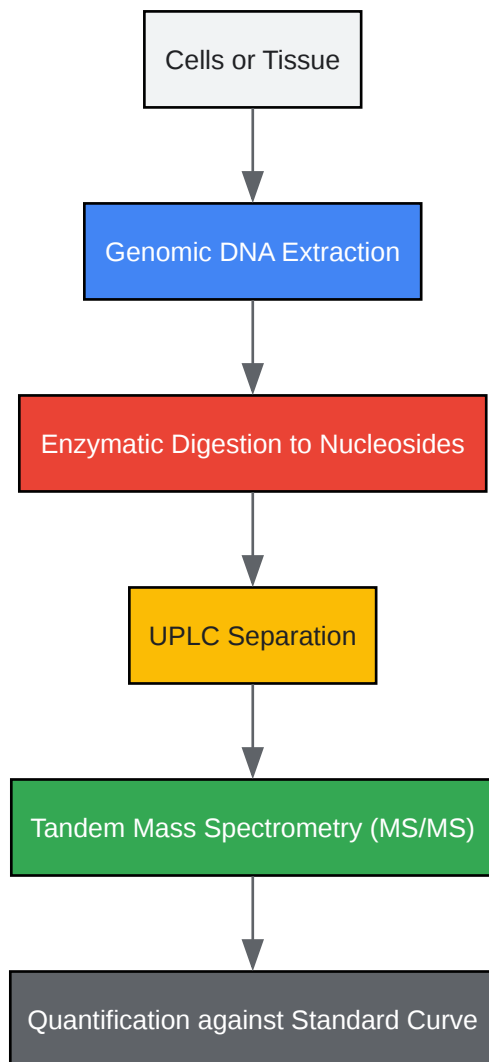 Cells or Tissue
Genomic DNA Extraction
Enzymatic Digestion to Nucleosides
UPLC Separation
Tandem Mass Spectrometry (MS/MS)
Quantification against Standard Curve